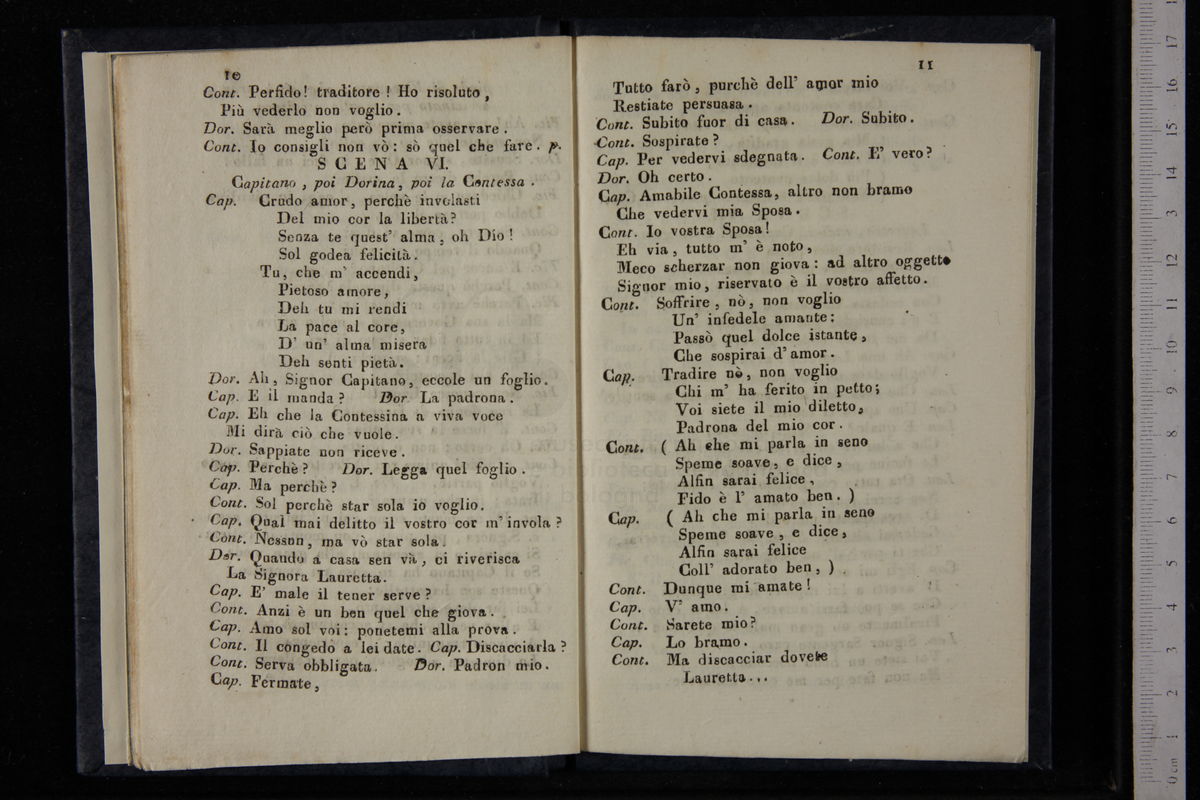 10
Cont. Perfido! traditore! Ho risoluto,
Più vederlo non voglio.
Dor. Sarà meglio però prima osservare.
Cont. Io consigli non vò: sò quel che fare. p.
SCENA VI.
Capitano, poi Dorina, poi la Contessa.
Cap. Crudo amor, perchè involasti
Del mio cor la libertà?
Senza te quest' alma, oh Dio!
Sol godea felicità.
Tu, che m' accendi,
Pietoso amore,
Deh tu mi rendi
La pace al core,
D' un' alma misera
Deh senti pietà.
Dor. Ah, Signor Capitano, eccole un foglio.
Cap. E il manda? Dor. La padrona.
Cap. Eh che la Contessina a viva voce
Mi dirà ciò che vuole.
Dor. Sappiate non riceve.
Cap. Perchè? Dor. Legga quel foglio.
Cap. Ma perchè?
Cont. Sol perchè star sola io voglio.
Cap. Qual mai delitto il vostro cor m' invola?
Cont. Nessun, ma vò star sola.
Dor. Quando a casa sen và, ci riverisca
La Signora Lauretta.
Cap. E' male il tener serve?
Cont. Anzi è un ben quel che giova.
Cap. Amo sol voi: ponetemi alla prova.
Cont. Il congedo a lei date. Cap. Discacciarla?
Cont. Serva obbligata. Dor. Padron mio.
Cap. Fermate,
11
Tutto farò, purchè dell' amor mio
Restiate persuasa.
Cont. Subito fuor di casa. Dor. Subito.
Cont. Sospirate?
Cap. Per vedervi sdegnata. Cont. E' vero?
Dor. Oh certo.
Cap. Amabile Contessa, altro non bramo
Che vedervi mia Sposa.
Cont. Io vostra Sposa!
Eh via, tutto m' è noto,
Meco scherzar non giova: ad altro oggetto
Signor mio, riservato è il vostro affetto.
Cont. Soffrire, nò, non voglio
Un' infedele amante:
Passò quel dolce istante,
Che sospirai d' amor.
Cap. Tradire nò, non voglio
Chi m' ha ferito in petto;
Voi siete il mio diletto,
Padrona del mio cor.
Cont. ( Ah che mi parla in seno
Speme soave, e dice,
Alfin sarai felice,
Fido è l' amato ben. )
Cap. ( Ah che mi parla in seno
Speme soave, e dice,
Alfin sarai felice
Coll' adorato ben, )
Cont. Dunque mi amate!
Cap. V' amo.
Cont. Sarete mio?
Cap. Lo bramo.
Cont. Ma discacciar dovete
Lauretta...